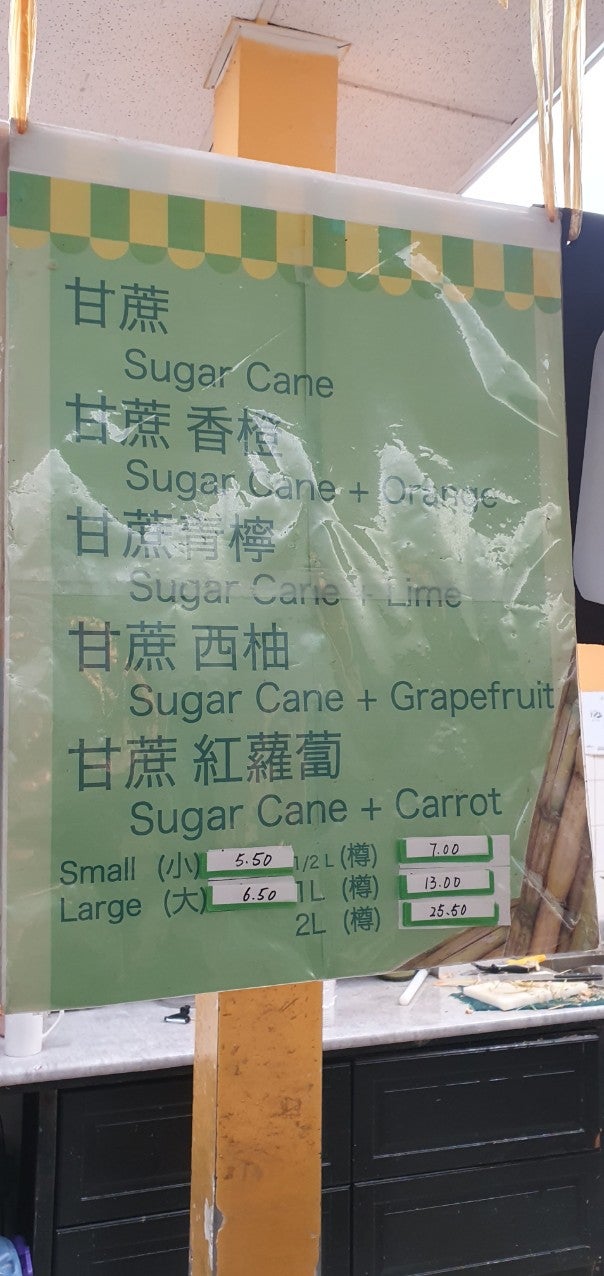 甘蔗
Sugar Cane
甘蔗 香橙
Sugar Cane + Orange
甘蔗青檸
Sugar Cane + Lime
甘蔗 西柚
Sugar Cane + Grapefruit
甘蔗 紅蘿蔔
Sugar Cane + Carrot
Small (小) 5.50 1/2 L (樽) 7.00
Large (大) 6.50 1L (樽) 13.00
2L (樽) 25.50